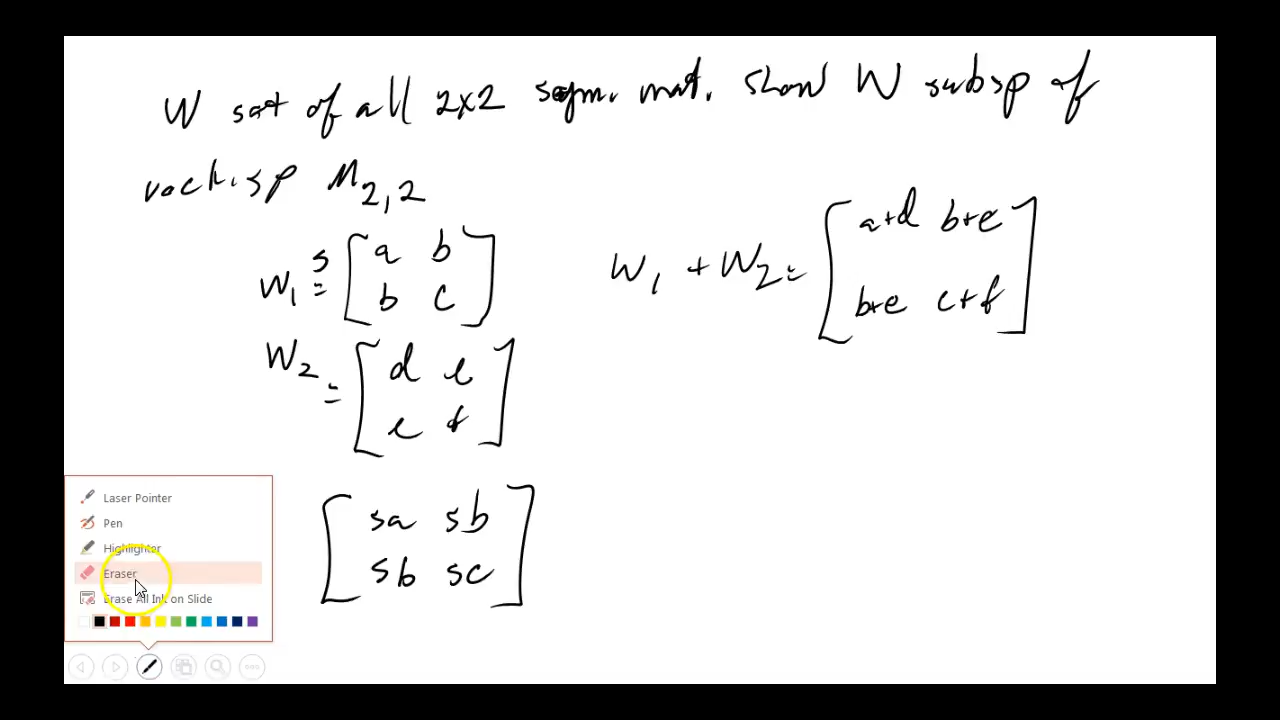 W set of all 2x2 sym. mat. show W subsp of
vect. sp M2,2
W1 = s [ a b
b c ]
W1 + W2 = [ a+d b+e
b+e c+f ]
W2 = [ d e
e f ]
[ sa sb
sb sc ]
Laser Pointer
Pen
Highlighter
Eraser
Erase All Ink on Slide